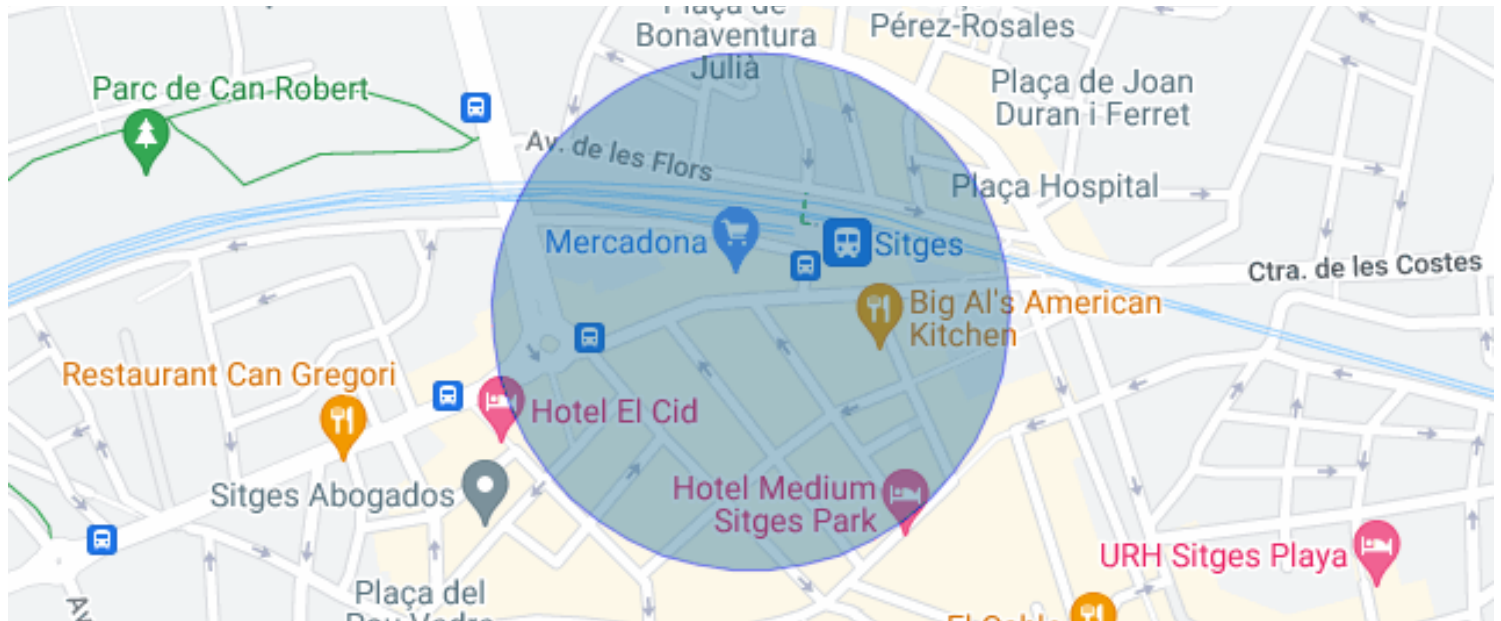 Plaça de
Bonaventura
Julià
Pérez-Rosales
Parc de Can Robert
Plaça de Joan
Duran i Ferret
Av. de les Flors
Plaça Hospital
Mercadona
Sitges
Ctra. de les Costes
Big Al's American
Kitchen
Restaurant Can Gregori
Hotel El Cid
Sitges Abogados
Hotel Medium
Sitges Park
URH Sitges Playa
Plaça del
Av